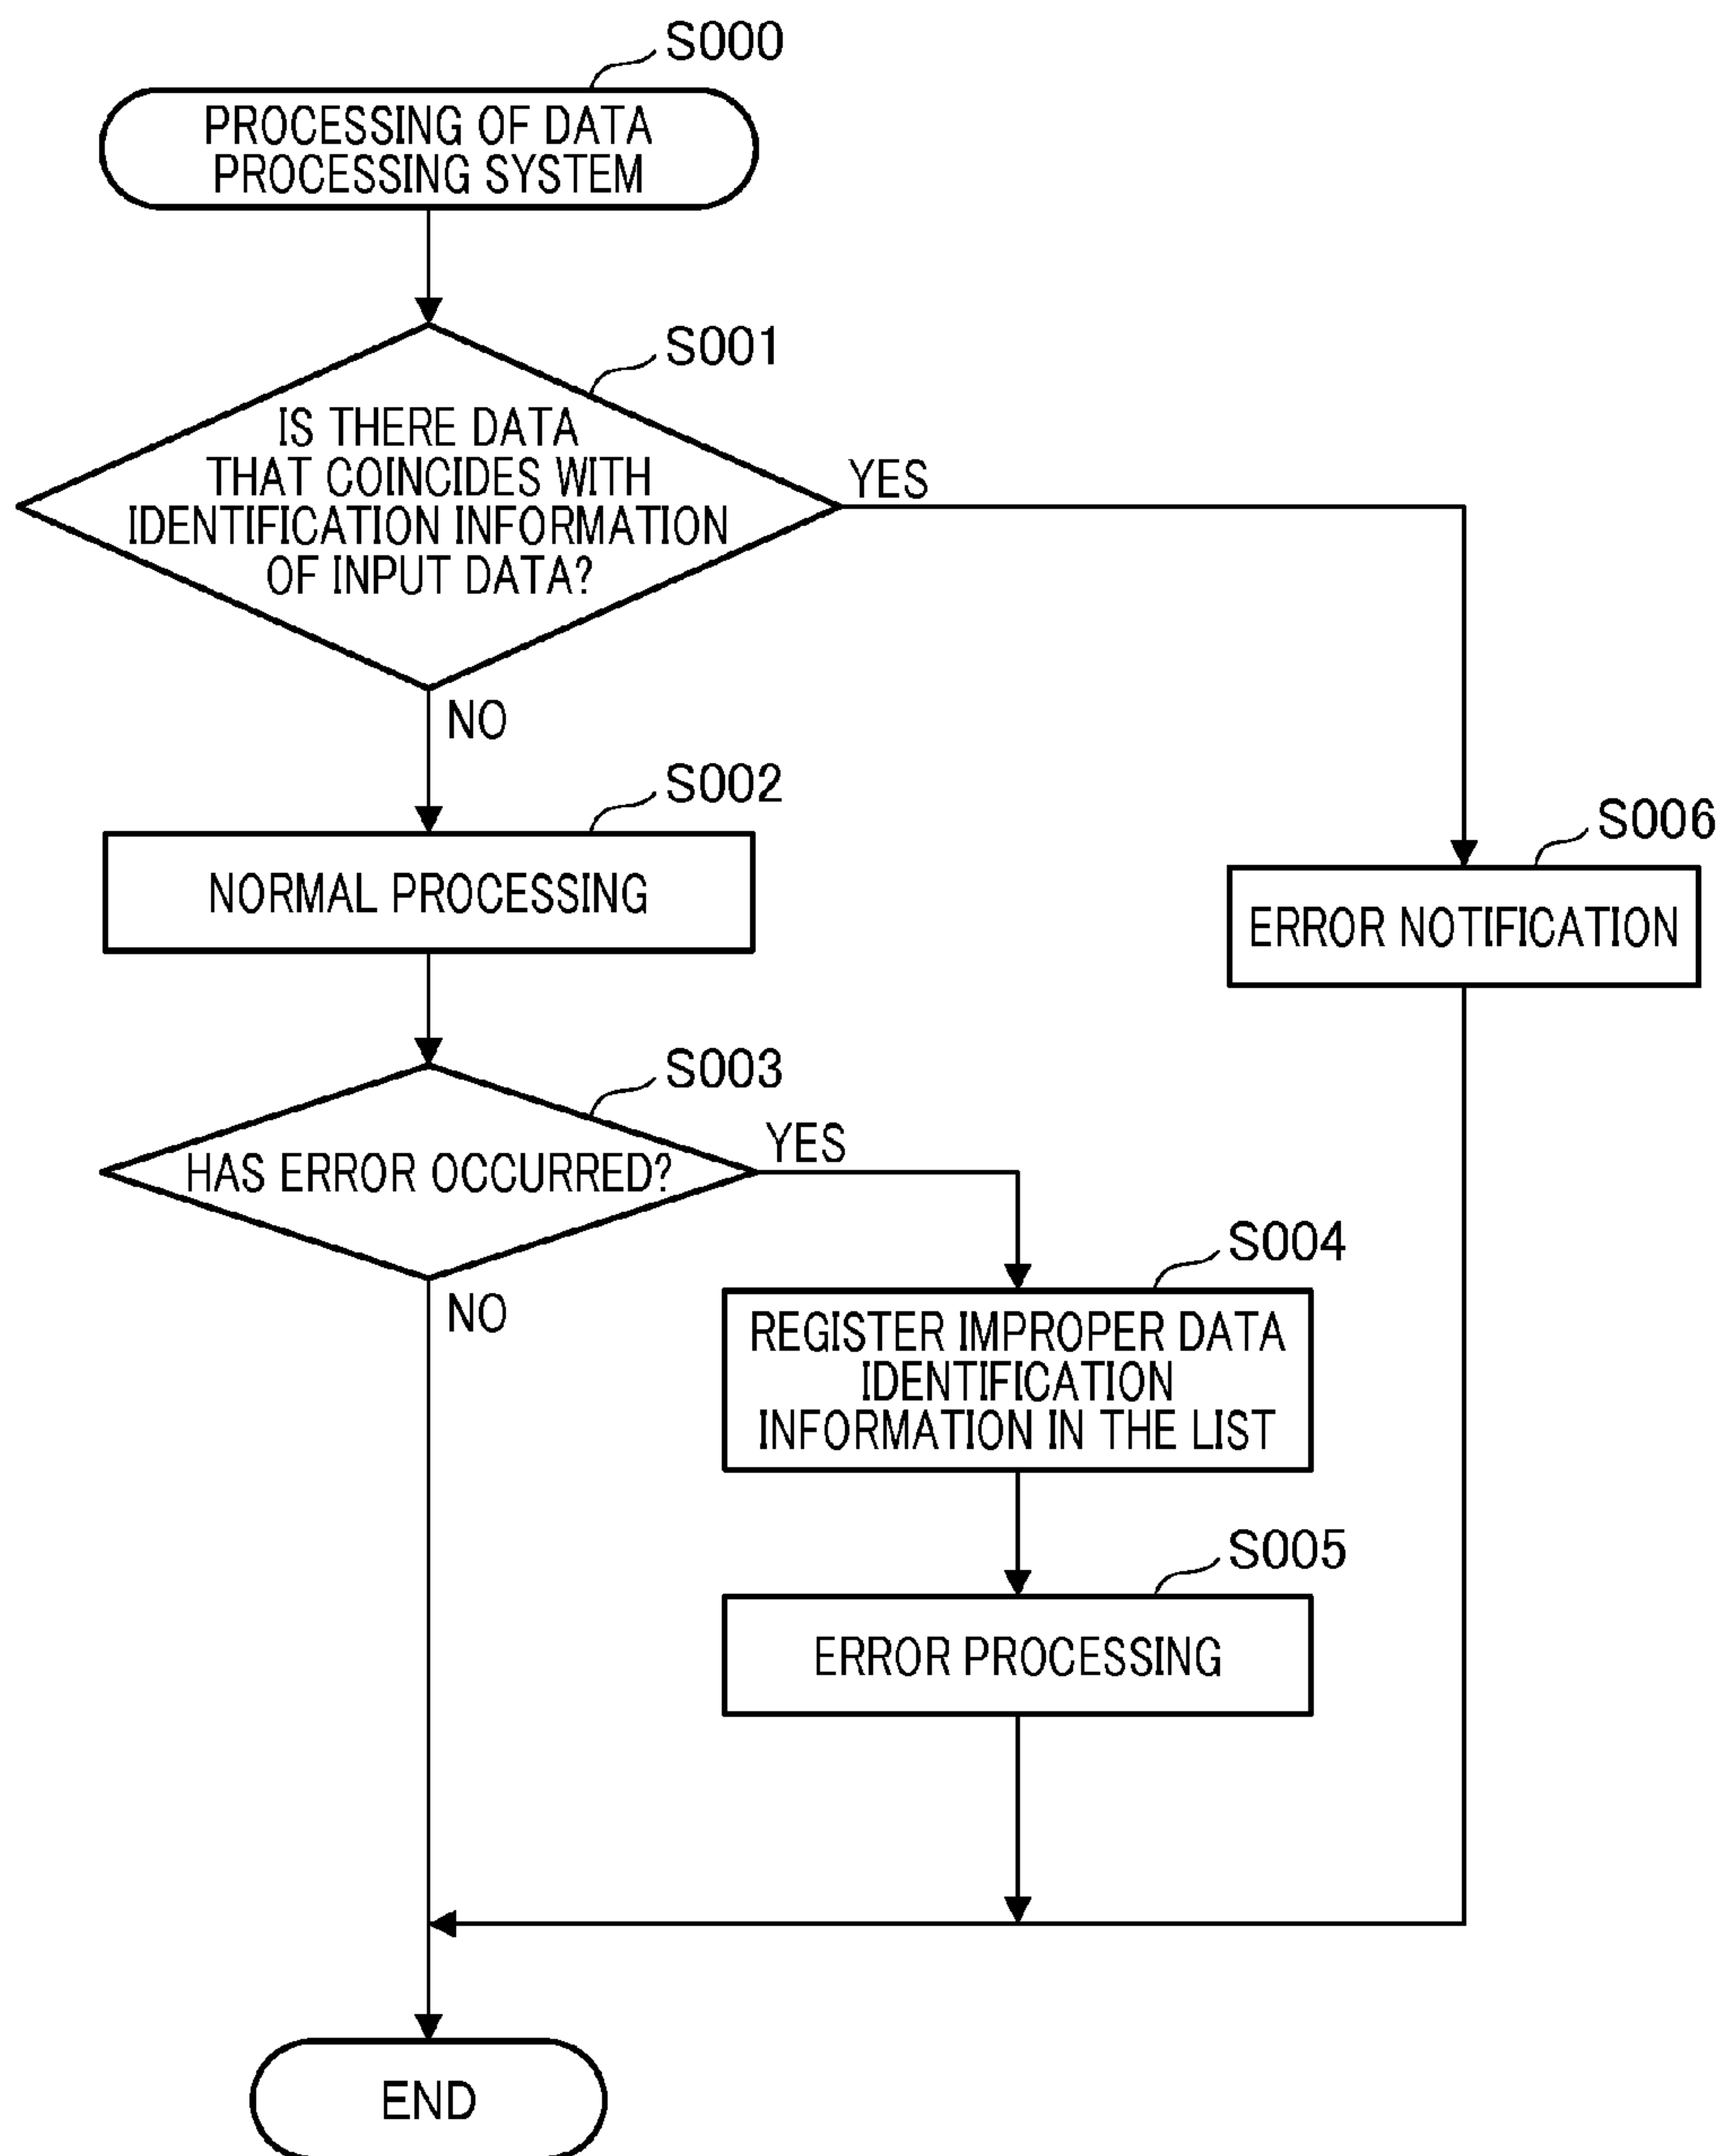 S000
PROCESSING OF DATA
PROCESSING SYSTEM
S001
IS THERE DATA
THAT COINCIDES WITH
IDENTIFICATION INFORMATION
OF INPUT DATA?
YES
NO
S002
NORMAL PROCESSING
S006
ERROR NOTIFICATION
S003
HAS ERROR OCCURRED?
YES
NO
S004
REGISTER IMPROPER DATA
IDENTIFICATION
INFORMATION IN THE LIST
S005
ERROR PROCESSING
END